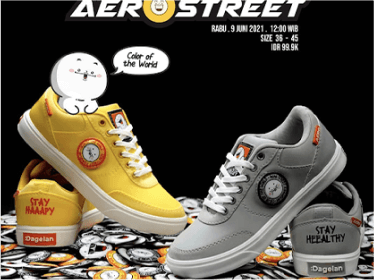 AEROSTREET
RABU . 9 JUNI 2021 . 12:00 WIB
SIZE 36 - 45
IDR 99.9K
Color of
the World
STAY
HAAAPY
:Dagelan
STAY
HEEALTHY
:Dagelan